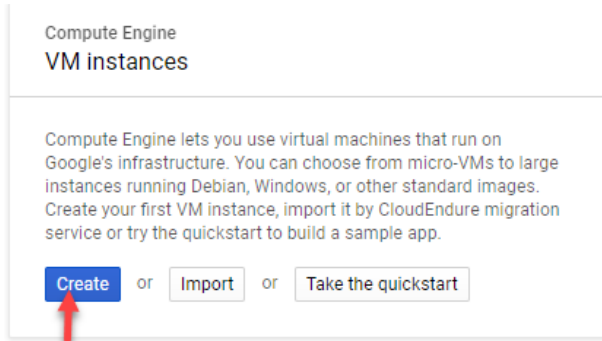 Compute Engine
VM instances
Compute Engine lets you use virtual machines that run on
Google's infrastructure. You can choose from micro-VMs to large
instances running Debian, Windows, or other standard images.
Create your first VM instance, import it by CloudEndure migration
service or try the quickstart to build a sample app.
Create or Import or Take the quickstart